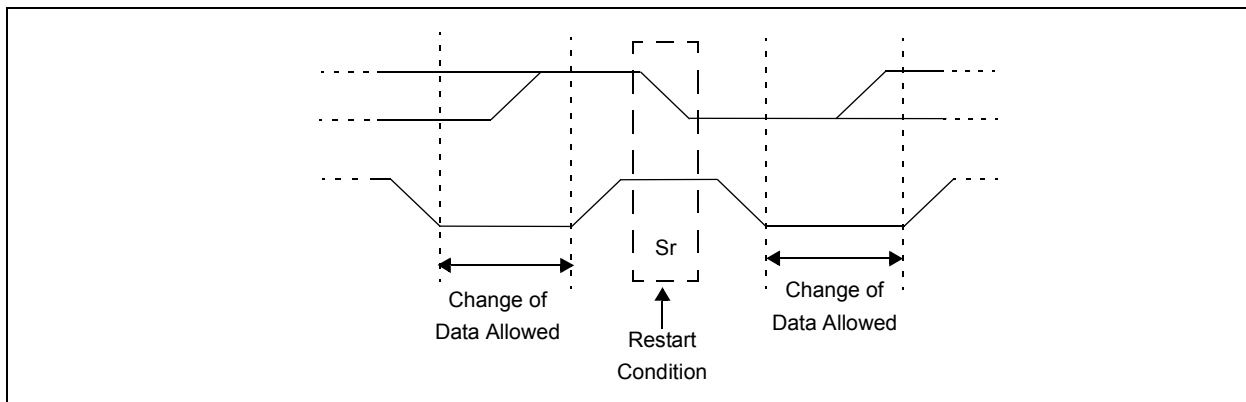 Sr
Change of
Data Allowed
Restart
Condition
Change of
Data Allowed